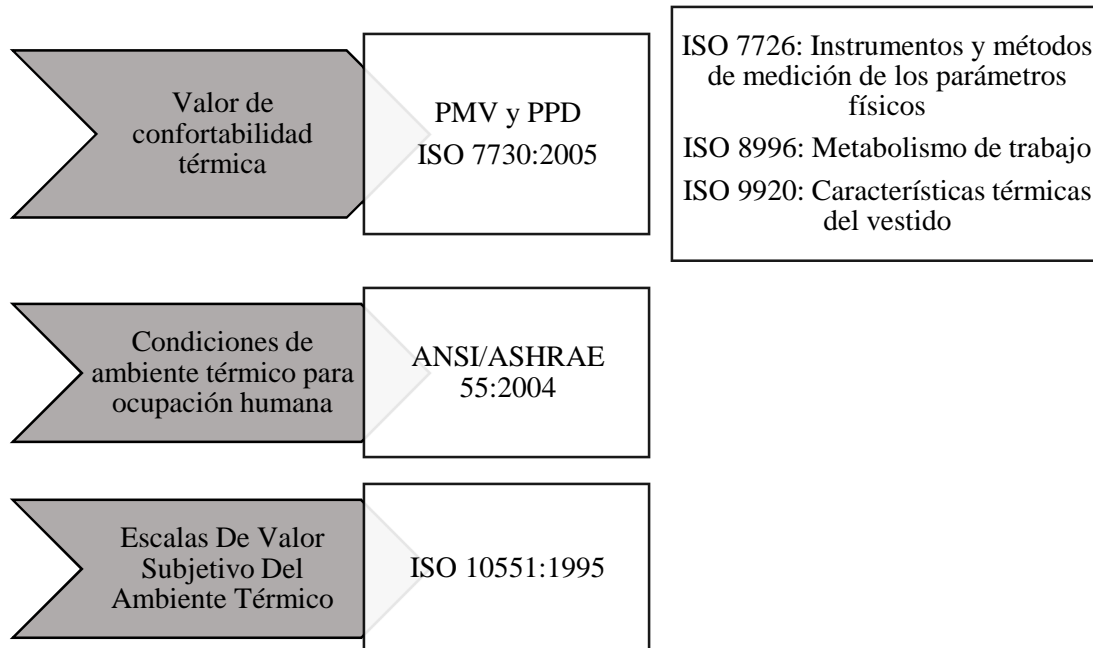 Valor de
confortabilidad
térmica
PMV y PPD
ISO 7730:2005
ISO 7726: Instrumentos y métodos
de medición de los parámetros
físicos
ISO 8996: Metabolismo de trabajo
ISO 9920: Características térmicas
del vestido
Condiciones de
ambiente térmico para
ocupación humana
ANSI/ASHRAE
55:2004
Escalas De Valor
Subjetivo Del
Ambiente Térmico
ISO 10551:1995